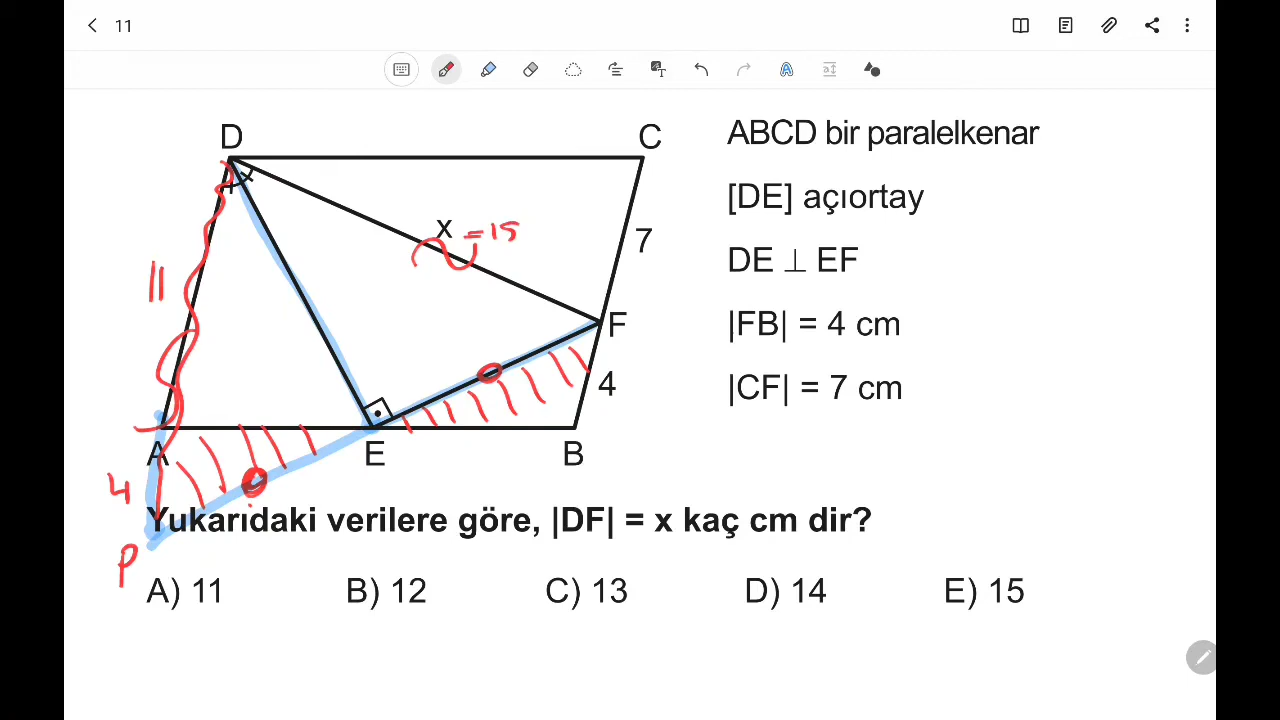 11
D
C
ABCD bir paralelkenar
[DE] açıortay
x = 15
7
DE ⊥ EF
11
F
|FB| = 4 cm
4
|CF| = 7 cm
A
E
B
4
Yukarıdaki verilere göre, |DF| = x kaç cm dir?
P
A) 11 B) 12 C) 13 D) 14 E) 15